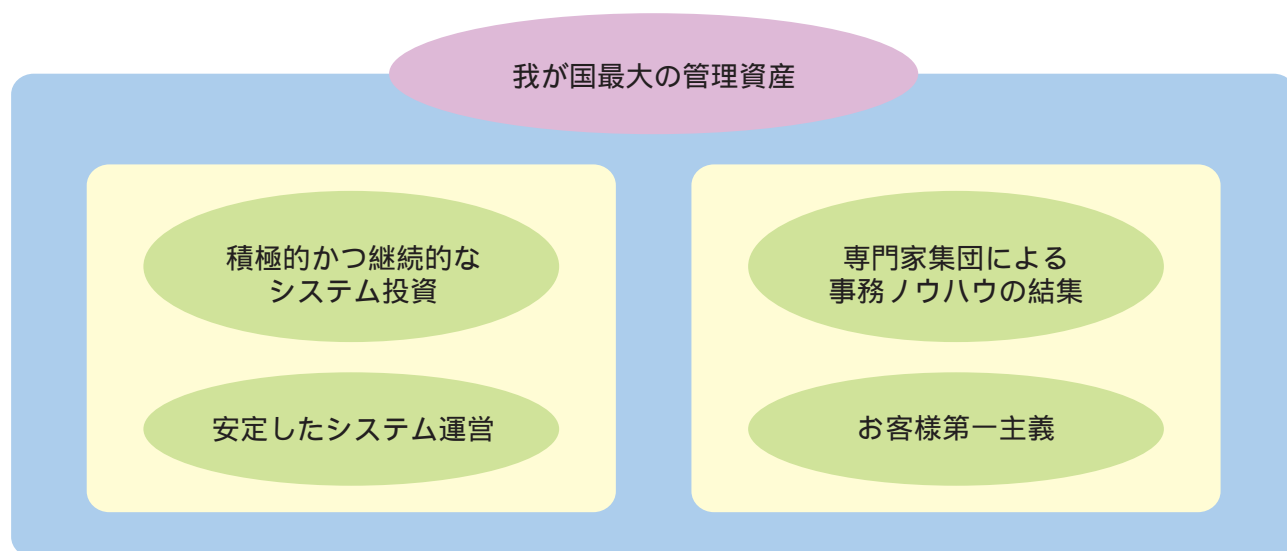 我が国最大の管理資産
積極的かつ継続的な
システム投資
安定したシステム運営
専門家集団による
事務ノウハウの結集
お客様第一主義